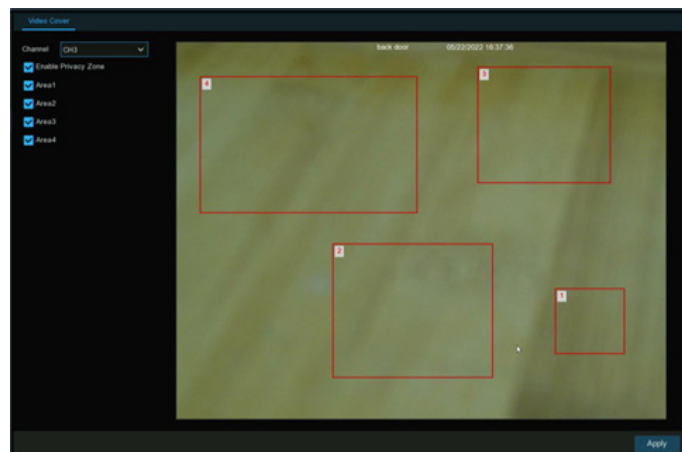 Video Cover
Channel CH3
back door 05/22/2022 16:37:36
Enable Privacy Zone
Area1
Area2
Area3
Area4
4
3
2
1
Apply